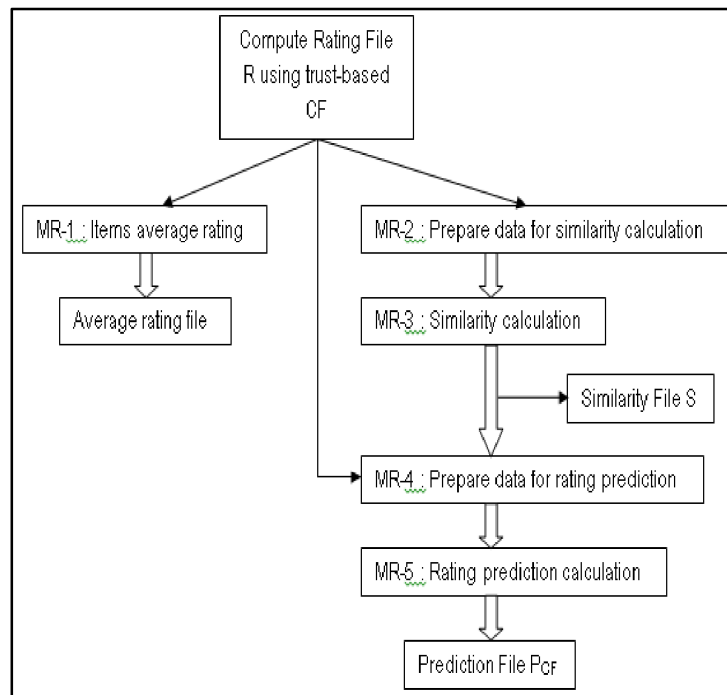 Compute Rating File
R using trust-based
CF
MR-1 : Items average rating
MR-2 : Prepare data for similarity calculation
Average rating file
MR-3 : Similarity calculation
Similarity File S
MR-4 : Prepare data for rating prediction
MR-5 : Rating prediction calculation
Prediction File PCF